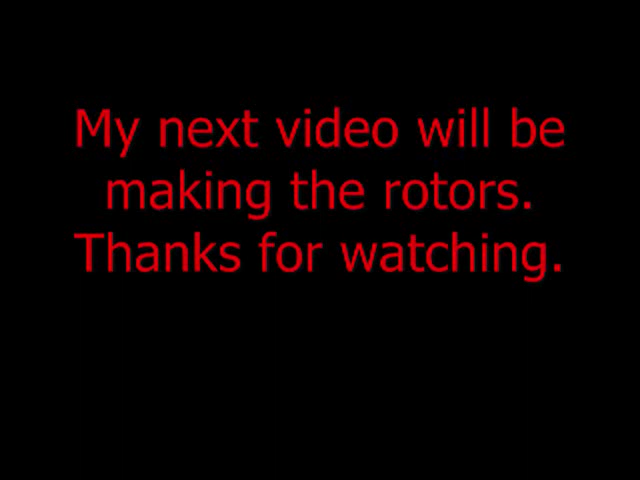 My next video will be
making the rotors.
Thanks for watching.